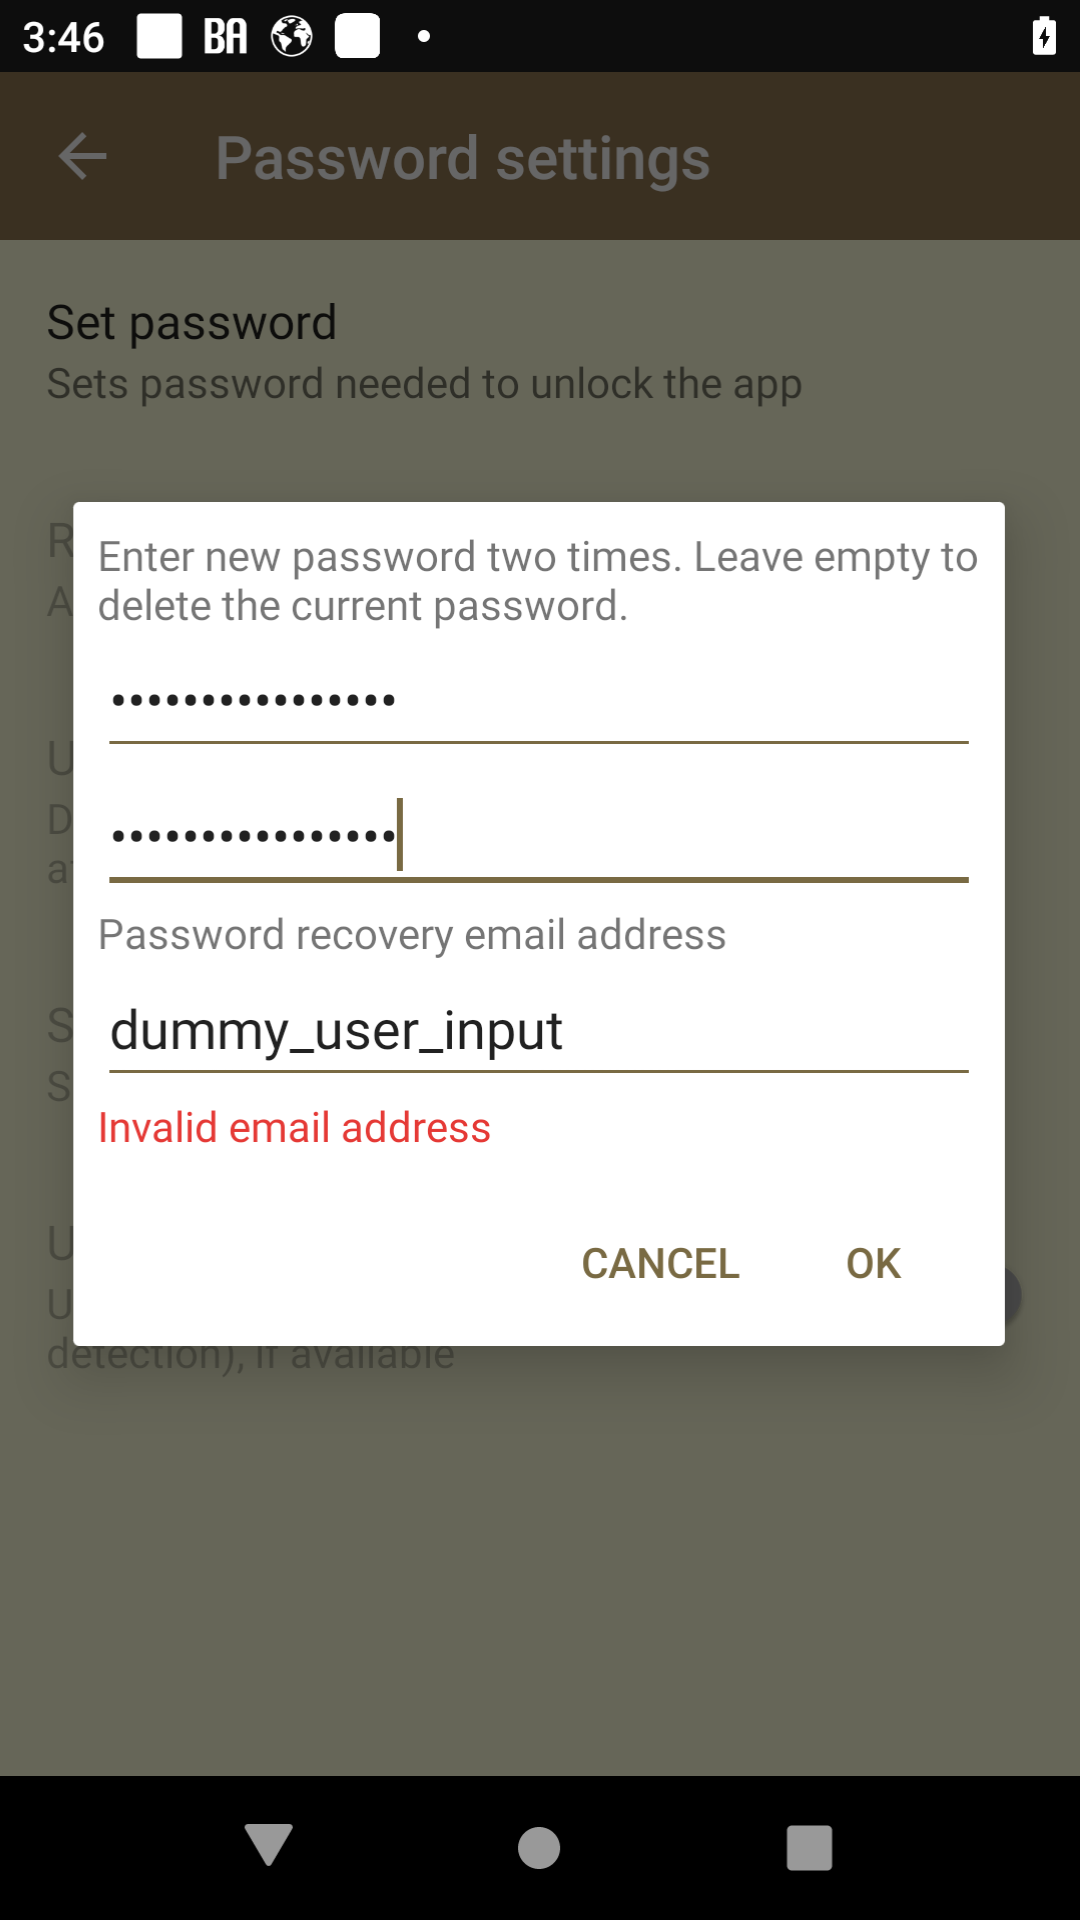 3:46 BA
Password settings
Set password
Sets password needed to unlock the app
R
A
Enter new password two times. Leave empty to
delete the current password.
••••••••••••••••
U
D
••••••••••••••••
Password recovery email address
S
dummy_user_input
S
Invalid email address
U
CANCEL OK
U
detection), if available